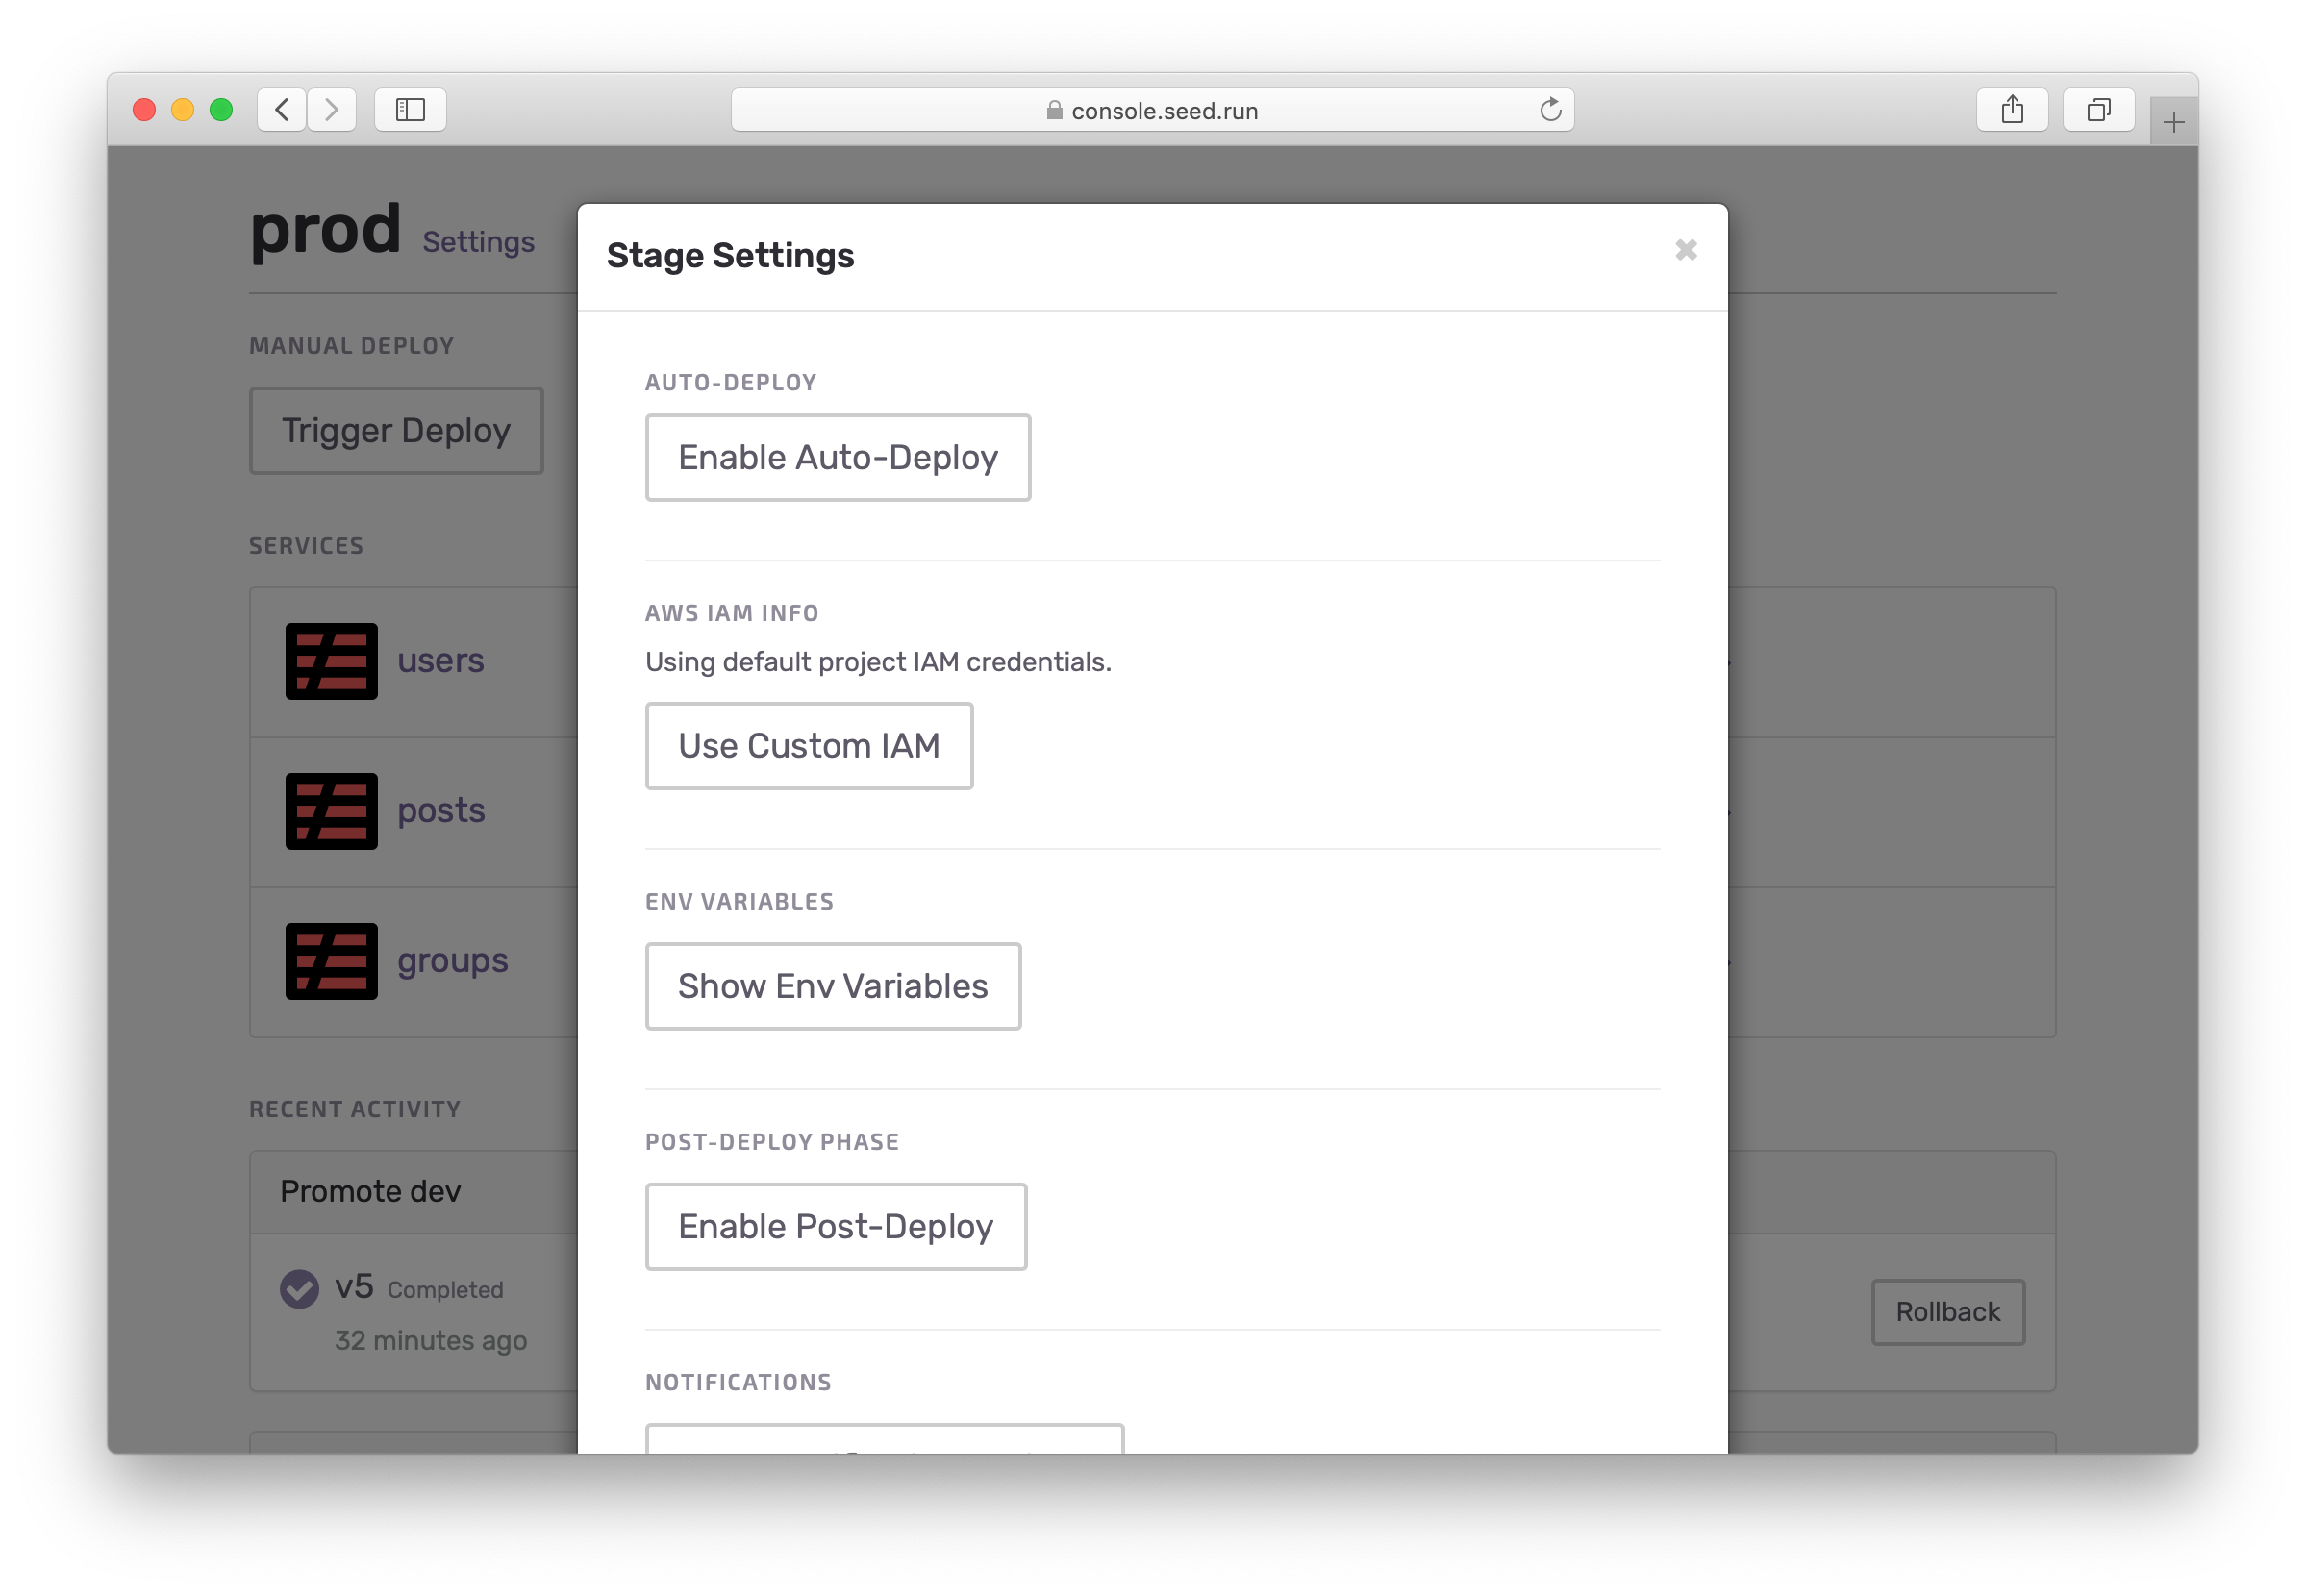 console.seed.run
prod Settings
MANUAL DEPLOY
Trigger Deploy
SERVICES
users
posts
groups
RECENT ACTIVITY
Promote dev
v5 Completed
32 minutes ago
Rollback
Stage Settings
AUTO-DEPLOY
Enable Auto-Deploy
AWS IAM INFO
Using default project IAM credentials.
Use Custom IAM
ENV VARIABLES
Show Env Variables
POST-DEPLOY PHASE
Enable Post-Deploy
NOTIFICATIONS